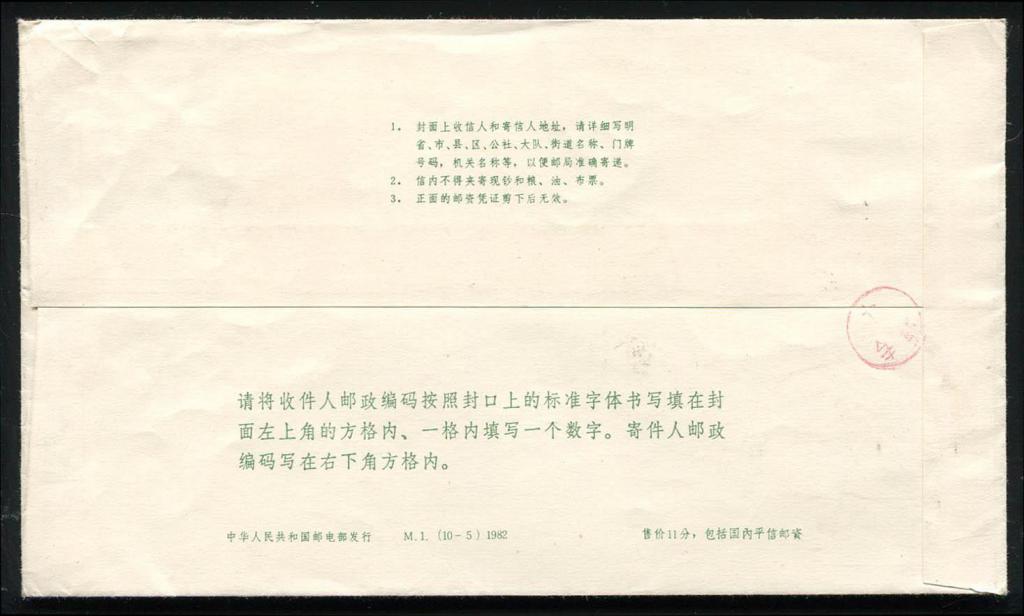 1. 封面上收信人和寄信人地址，请详细写明
省、市、县、区、公社、大队、街道名称、门牌
号码，机关名称等，以便邮局准确寄递。
2. 信内不得夹寄现钞和粮、油、布票。
3. 正面的邮资凭证剪下后无效。
请将收件人邮政编码按照封口上的标准字体书写填在封
面左上角的方格内、一格内填写一个数字。寄件人邮政
编码写在右下角方格内。
中华人民共和国邮电部发行 M.1. (10-5) 1982 售价11分，包括国内平信邮资